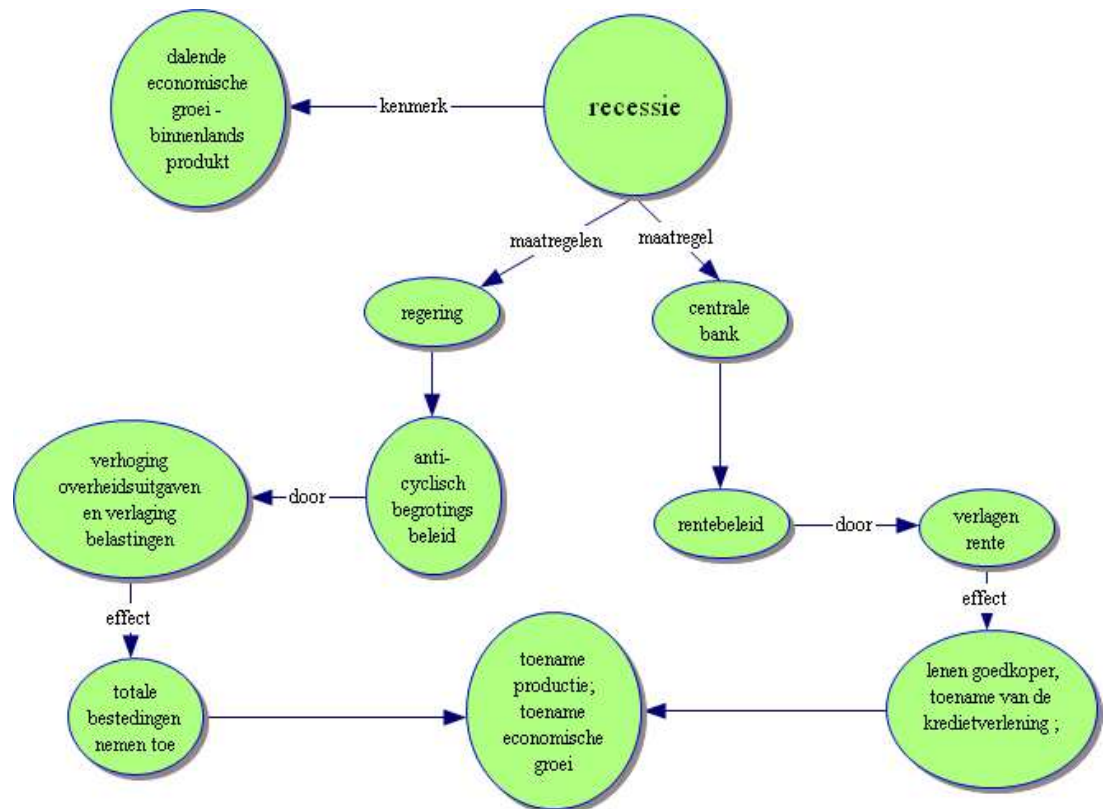 dalende
economische
groei -
binnenlands
produkt
kenmerk
recessie
maatregelen
maatregel
regering
centrale
bank
anti-
cyclisch
begrotings
beleid
door
verhoging
overheidsuitgaven
en verlaging
belastingen
rentebeleid
door
verlagen
rente
effect
effect
totale
bestedingen
nemen toe
toename
productie;
toename
economische
groei
lenen goedkoper,
toename van de
kredietverlening ;